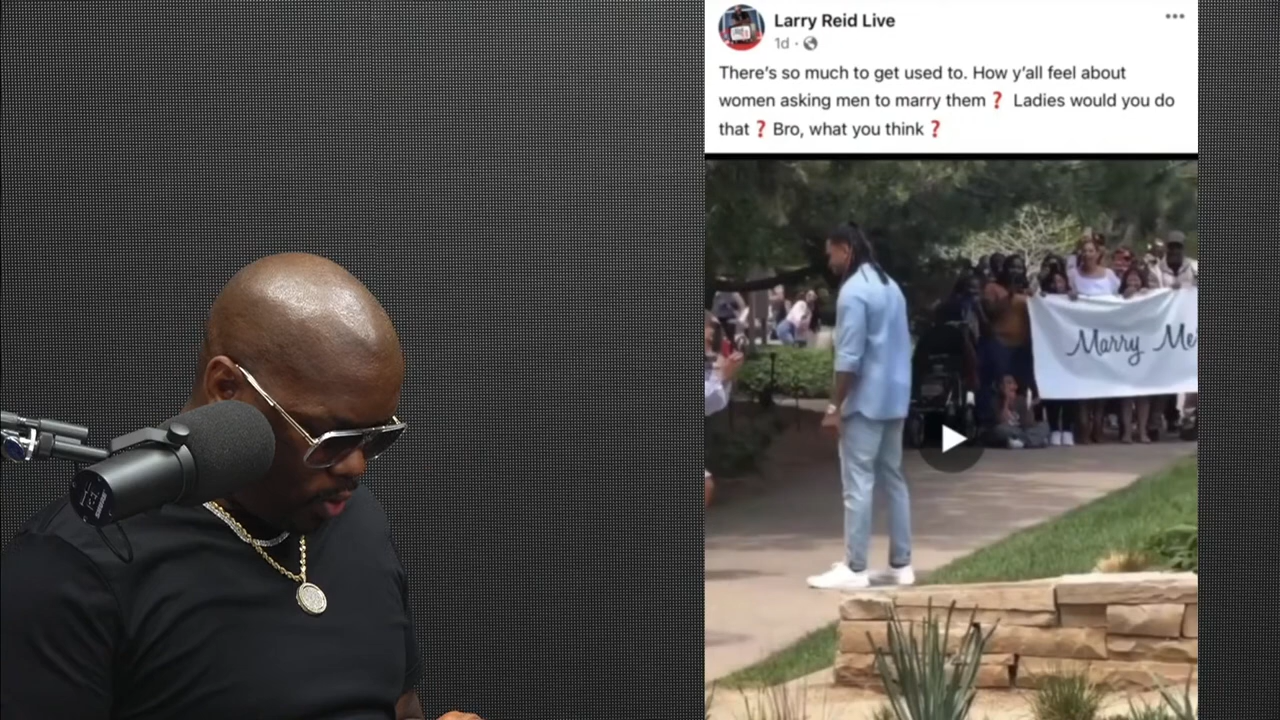 Larry Reid Live
1d ·
There's so much to get used to. How y'all feel about
women asking men to marry them❓ Ladies would you do
that❓Bro, what you think❓
Marry Me